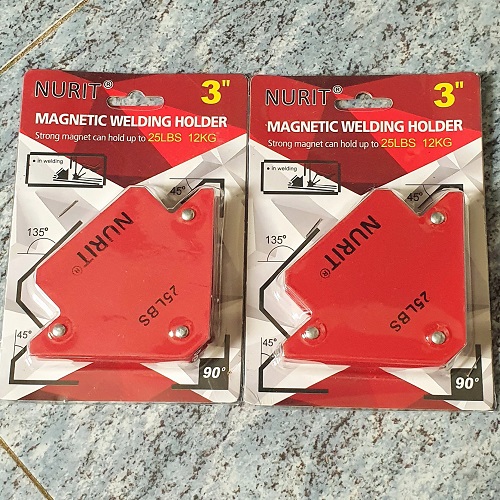 NURIT® 3"
MAGNETIC WELDING HOLDER
Strong magnet can hold up to 25LBS 12KG
in welding
45°
135°
NURIT®
25LBS
45°
90°
NURIT® 3"
MAGNETIC WELDING HOLDER
Strong magnet can hold up to 25LBS 12KG
in welding
45°
135°
NURIT®
25LBS
45°
90°